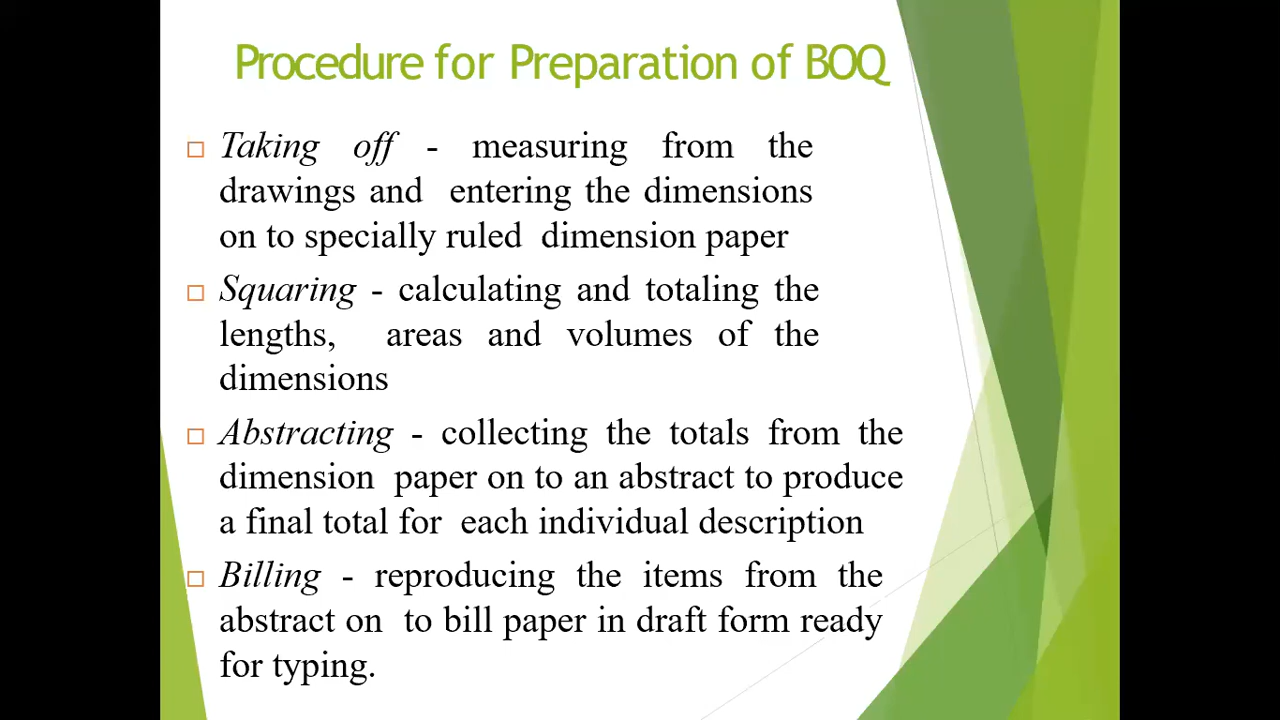 Procedure for Preparation of BOQ
Taking off - measuring from the
drawings and entering the dimensions
on to specially ruled dimension paper
Squaring - calculating and totaling the
lengths, areas and volumes of the
dimensions
Abstracting - collecting the totals from the
dimension paper on to an abstract to produce
a final total for each individual description
Billing - reproducing the items from the
abstract on to bill paper in draft form ready
for typing.